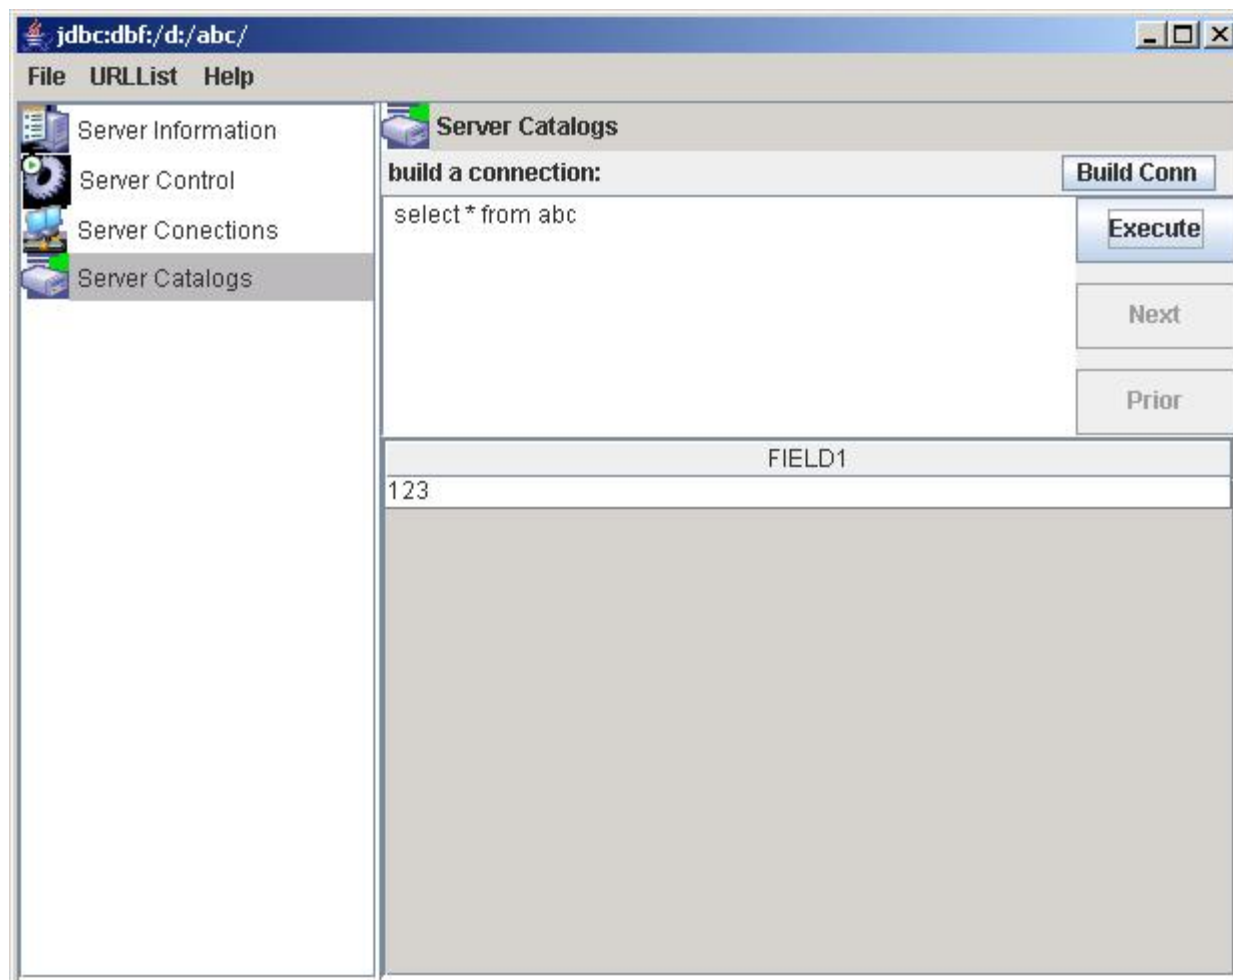 jdbc:dbf:/d:/abc/
File URLList Help
Server Information
Server Control
Server Conections
Server Catalogs
Server Catalogs
build a connection:
Build Conn
select * from abc
Execute
Next
Prior
FIELD1
123